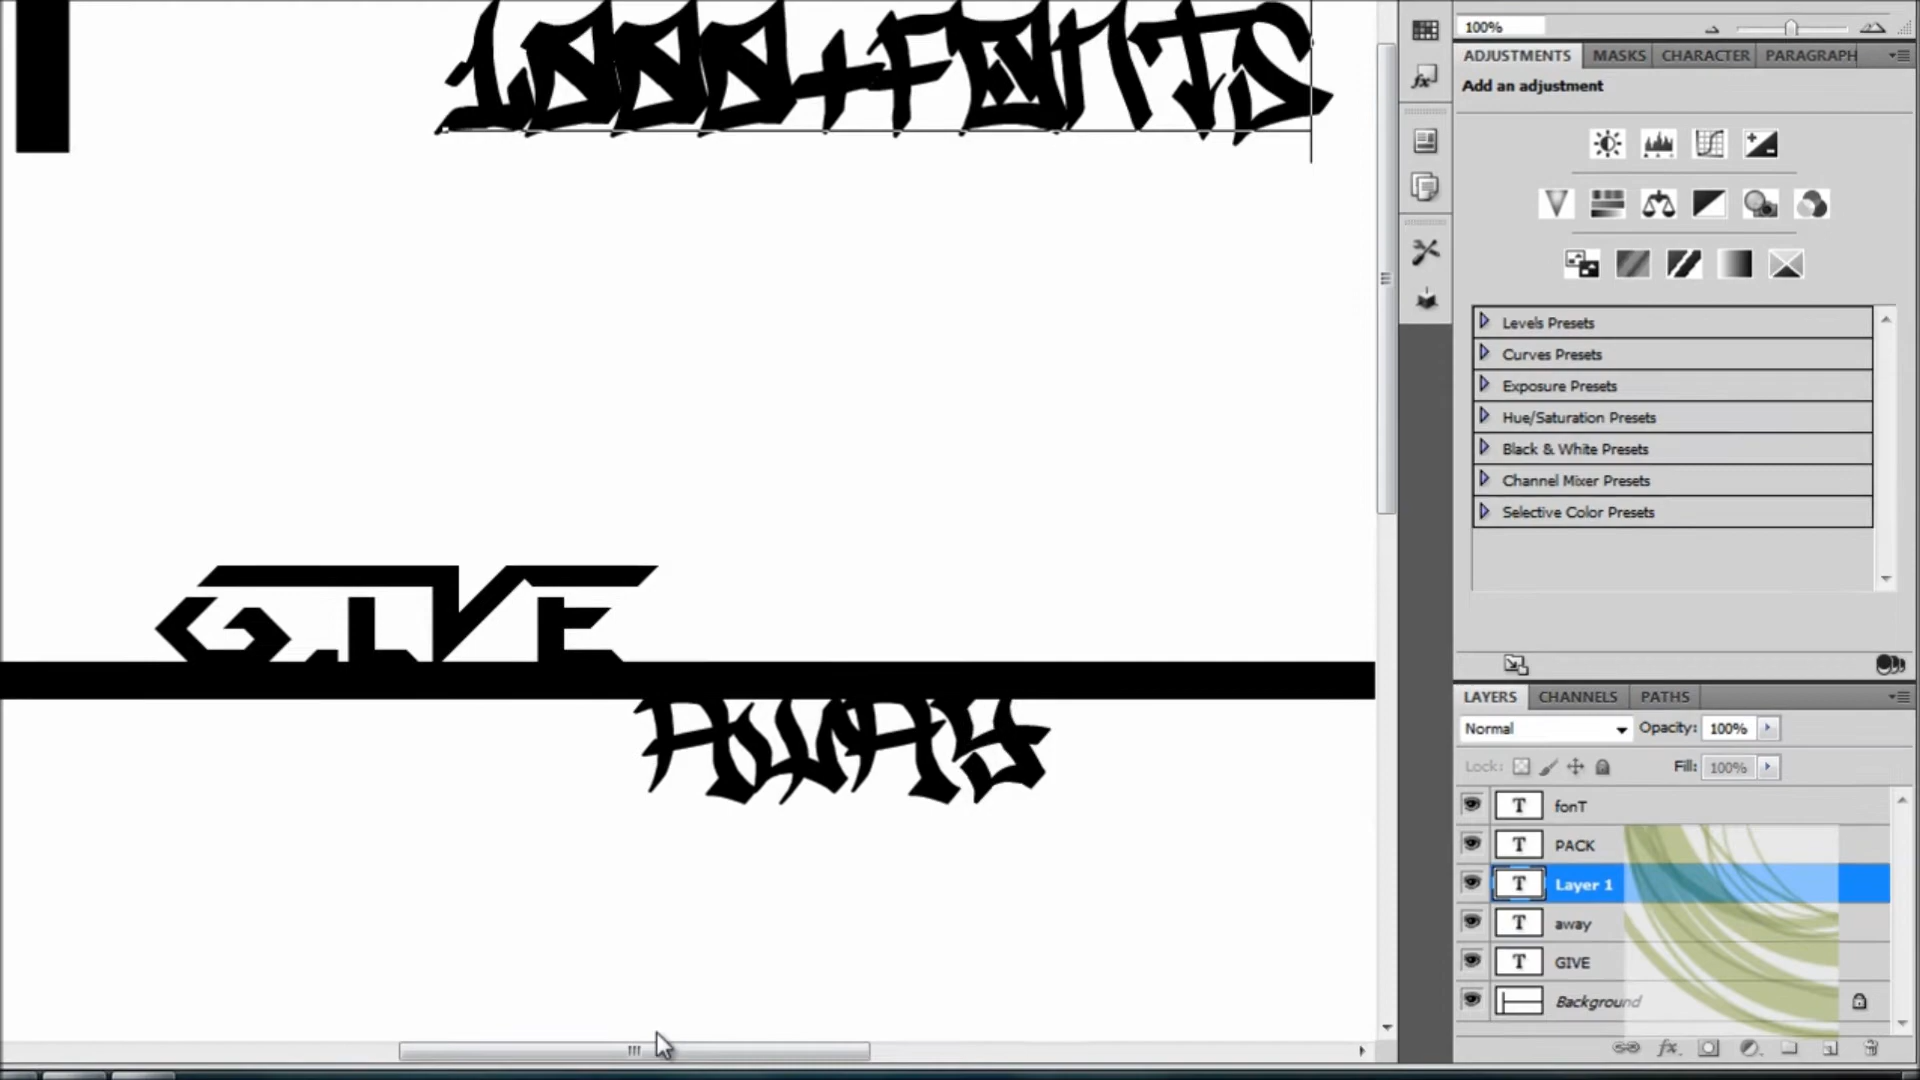 1000+FONTS
100%
ADJUSTMENTS MASKS CHARACTER PARAGRAPH
Add an adjustment
Levels Presets
Curves Presets
Exposure Presets
Hue/Saturation Presets
Black & White Presets
Channel Mixer Presets
Selective Color Presets
GIVE
AWAY
LAYERS CHANNELS PATHS
Normal Opacity: 100%
Lock: Fill: 100%
T fonT
T PACK
T Layer 1
T away
T GIVE
Background
fx
fx